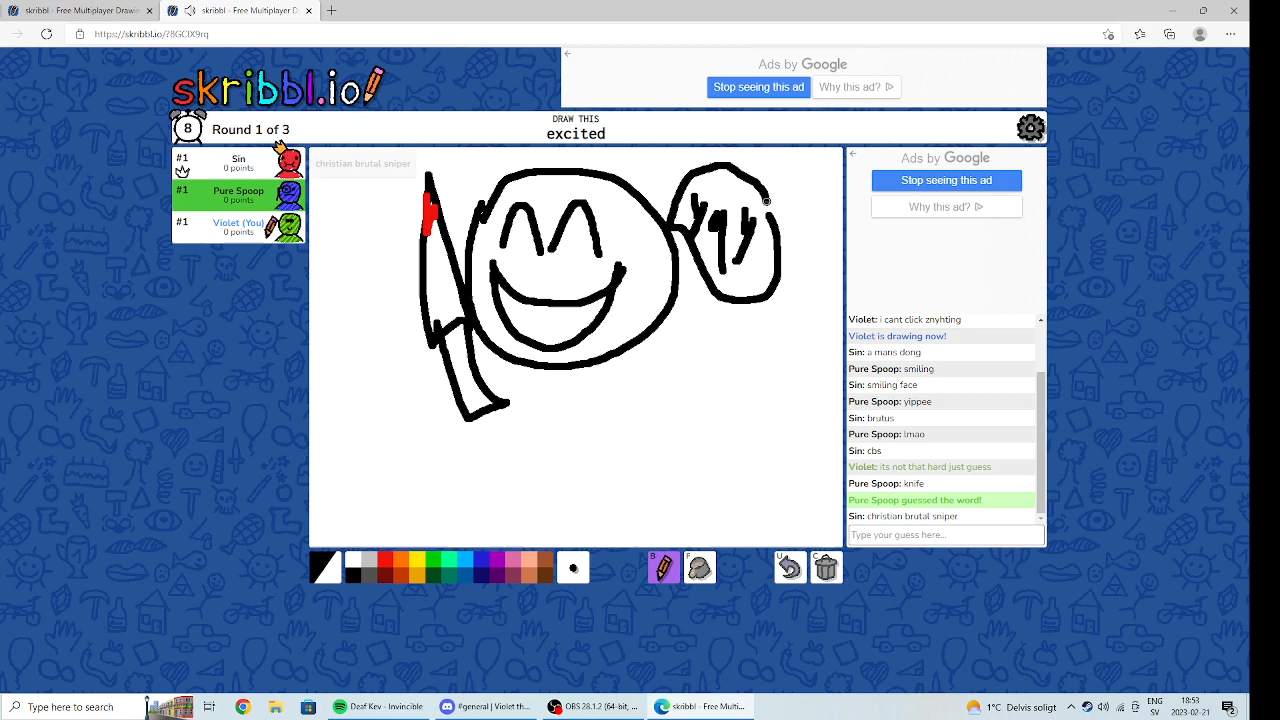 skribbl - Free Multiplayer Drawin
skribbl - Free Multiplayer D
https://skribbl.io/?8GClX9rq
skribbl.io
Ads by Google
Stop seeing this ad
Why this ad?
8
Round 1 of 3
DRAW THIS
excited
#1
Sin
0 points
#1
Pure Spoop
0 points
#1
Violet (You)
0 points
christian brutal sniper
Ads by Google
Stop seeing this ad
Why this ad?
Violet: i cant click znyhting
Violet is drawing now!
Sin: a mans dong
Pure Spoop: smiling
Sin: smiling face
Pure Spoop: yippee
Sin: brutus
Pure Spoop: lmao
Sin: cbs
Violet: its not that hard just guess
Pure Spoop: knife
Pure Spoop guessed the word!
Sin: christian brutal sniper
Type your guess here...
B
F
U
C
Type here to search
Deaf Kev - Invincible
#general | Violet th...
OBS 28.1.2 (64-bit, ...
skribbl - Free Multi...
1°C Delvis soligt
ENG
SV
18:53
2023-02-21
2